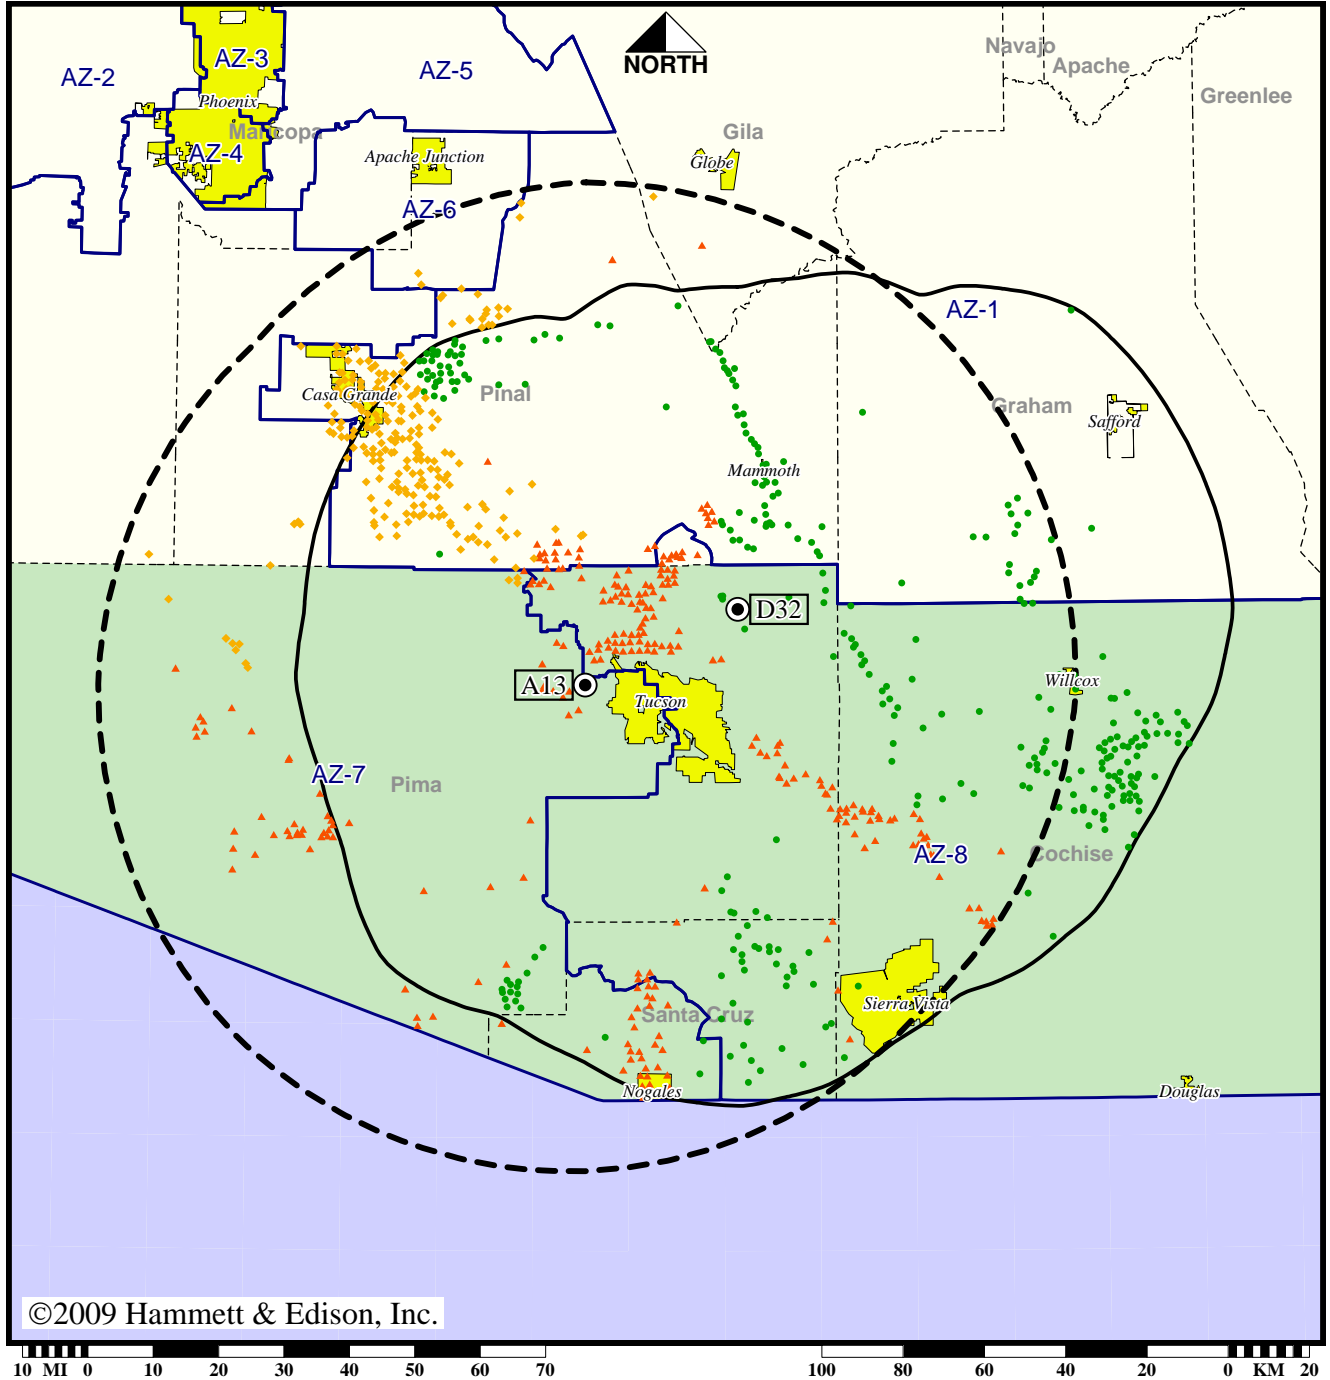 NORTH
Navajo
Apache
Greenlee
AZ-2
AZ-3
AZ-5
Phoenix
Maricopa
AZ-4
Apache Junction
Gila
Globe
AZ-6
AZ-1
Casa Grande
Pinal
Graham
Safford
Mammoth
D32
A13
Tucson
Willcox
AZ-7
Pima
AZ-8
Cochise
Sierra Vista
Santa Cruz
Nogales
Douglas
©2009 Hammett & Edison, Inc.
10 MI 0 10 20 30 40 50 60 70
100 80 60 40 20 0 KM 20